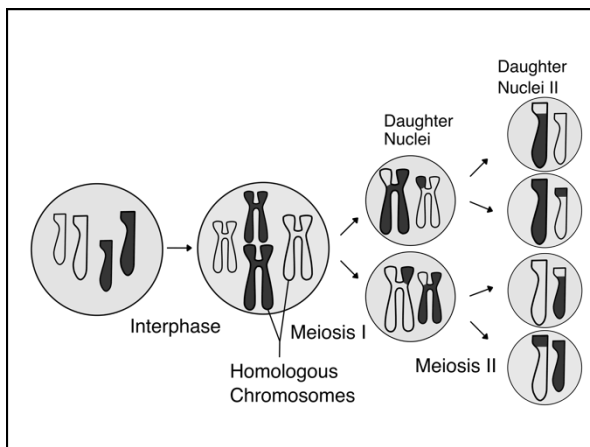 Daughter
Nuclei II
Daughter
Nuclei
Interphase
Meiosis I
Meiosis II
Homologous
Chromosomes